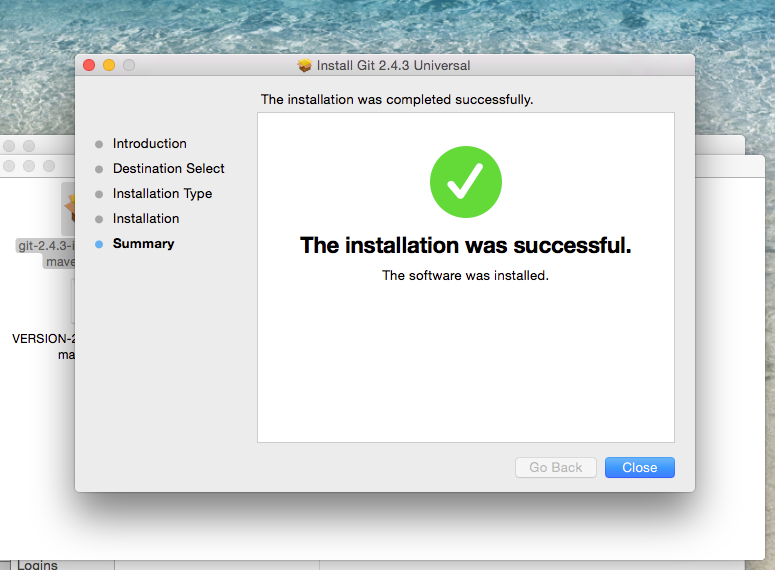 Install Git 2.4.3 Universal
The installation was completed successfully.
Introduction
Destination Select
Installation Type
Installation
Summary
The installation was successful.
The software was installed.
Go Back
Close
git-2.4.3-i
mave
VERSION-2
ma
Logins